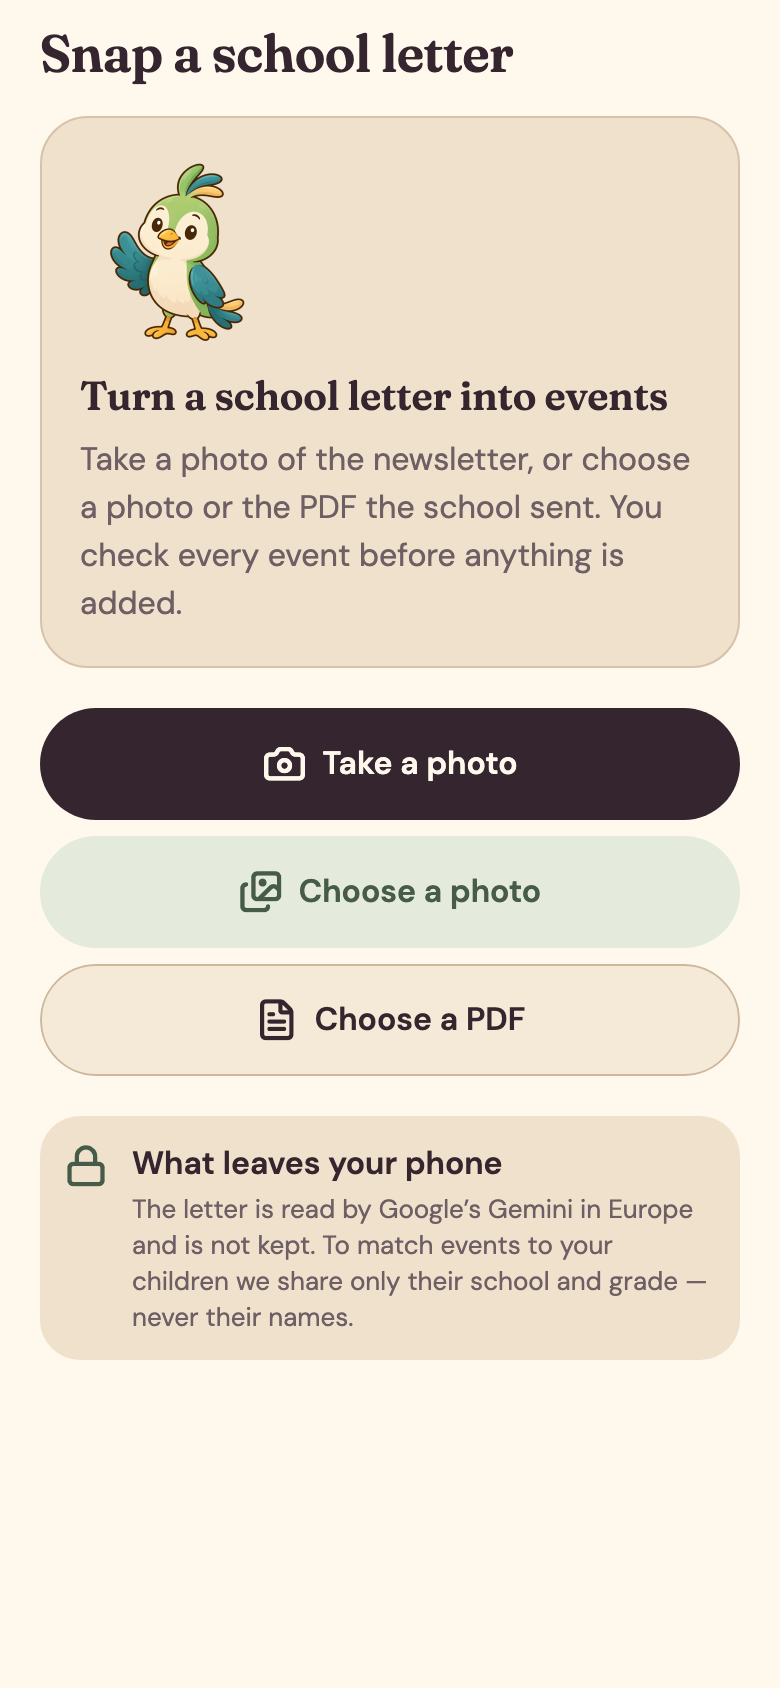 Snap a school letter
Turn a school letter into events
Take a photo of the newsletter, or choose
a photo or the PDF the school sent. You
check every event before anything is
added.
Take a photo
Choose a photo
Choose a PDF
What leaves your phone
The letter is read by Google’s Gemini in Europe
and is not kept. To match events to your
children we share only their school and grade —
never their names.